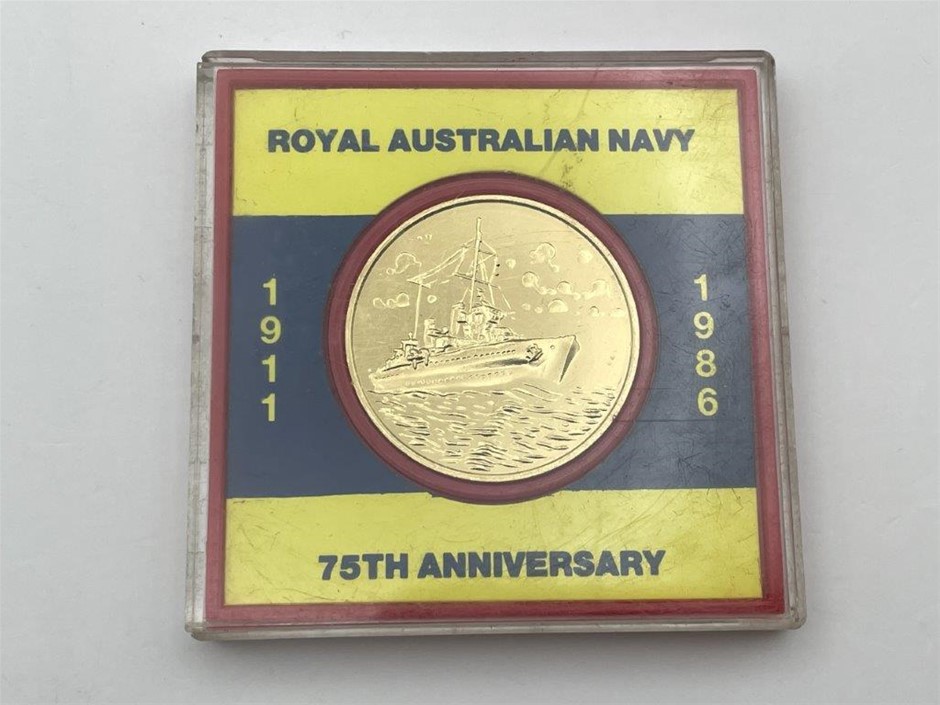 ROYAL AUSTRALIAN NAVY
1911
1986
75TH ANNIVERSARY